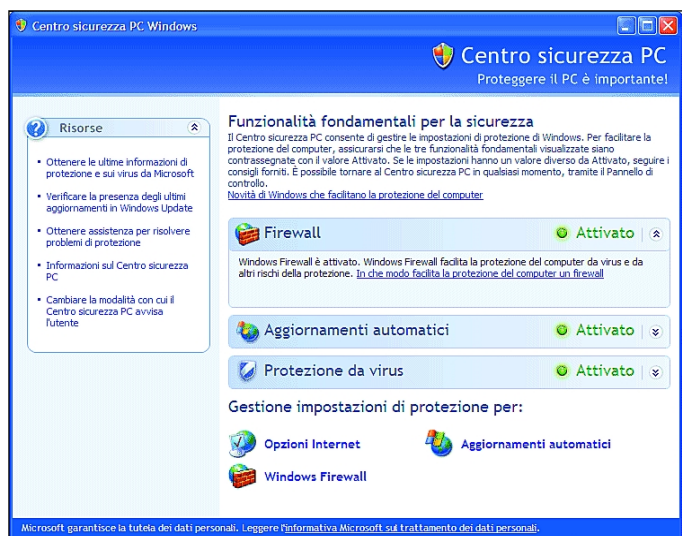 Centro sicurezza PC Windows
Centro sicurezza PC
Proteggere il PC è importante!
Risorse
Ottenere le ultime informazioni di
protezione e sui virus da Microsoft
Verificare la presenza degli ultimi
aggiornamenti in Windows Update
Ottenere assistenza per risolvere
problemi di protezione
Informazioni sul Centro sicurezza
PC
Cambiare la modalità con cui il
Centro sicurezza PC avvisa
l'utente
Funzionalità fondamentali per la sicurezza
Il Centro sicurezza PC consente di gestire le impostazioni di protezione di Windows. Per facilitare la
protezione del computer, assicurarsi che le tre funzionalità fondamentali visualizzate siano
contrassegnate con il valore Attivato. Se le impostazioni hanno un valore diverso da Attivato, seguire i
consigli forniti. È possibile tornare al Centro sicurezza PC in qualsiasi momento, tramite il Pannello di
controllo.
Novità di Windows che facilitano la protezione del computer
Firewall Attivato
Windows Firewall è attivato. Windows Firewall facilita la protezione del computer da virus e da
altri rischi della protezione. In che modo facilita la protezione del computer un firewall
Aggiornamenti automatici Attivato
Protezione da virus Attivato
Gestione impostazioni di protezione per:
Opzioni Internet Aggiornamenti automatici
Windows Firewall
Microsoft garantisce la tutela dei dati personali. Leggere l'informativa Microsoft sul trattamento dei dati personali.